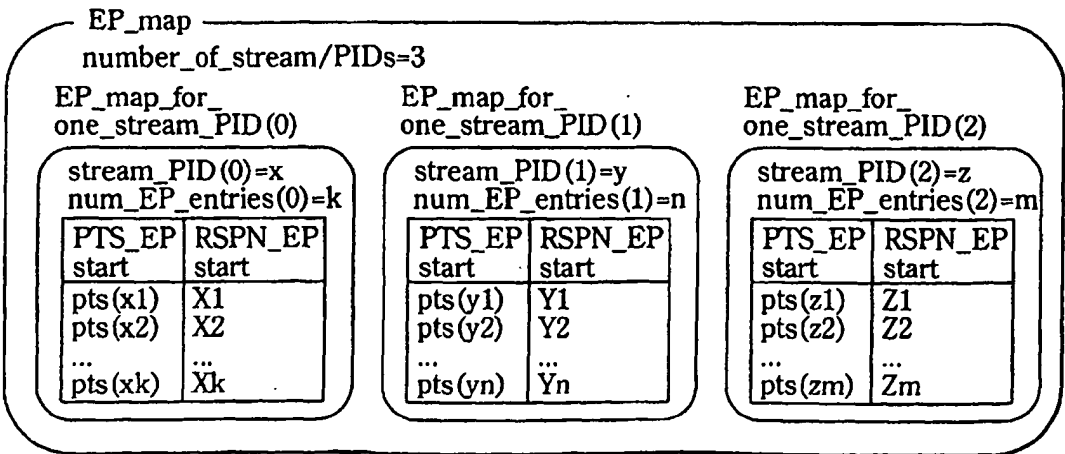 EP_map
number_of_stream/PIDs=3
EP_map_for_
one_stream_PID(0)
stream_PID(0)=x
num_EP_entries(0)=k
PTS_EP RSPN_EP
start start
pts(x1) X1
pts(x2) X2
... ...
pts(xk) Xk
EP_map_for_
one_stream_PID(1)
stream_PID(1)=y
num_EP_entries(1)=n
PTS_EP RSPN_EP
start start
pts(y1) Y1
pts(y2) Y2
... ...
pts(yn) Yn
EP_map_for_
one_stream_PID(2)
stream_PID(2)=z
num_EP_entries(2)=m
PTS_EP RSPN_EP
start start
pts(z1) Z1
pts(z2) Z2
... ...
pts(zm) Zm